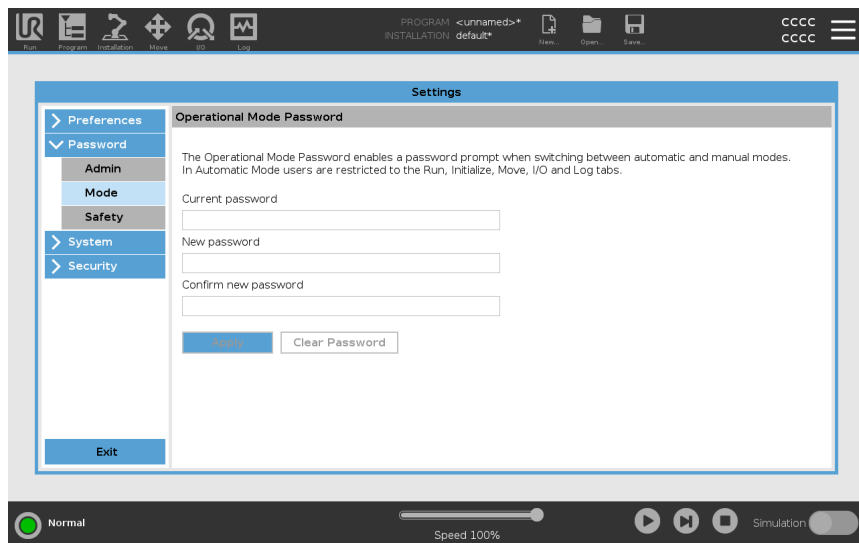 PROGRAM <unnamed>*
INSTALLATION default*
CCCC
CCCC
Run Program Installation Move I/O Log New... Open... Save...
Settings
Preferences
Password
Admin
Mode
Safety
System
Security
Exit
Operational Mode Password
The Operational Mode Password enables a password prompt when switching between automatic and manual modes.
In Automatic Mode users are restricted to the Run, Initialize, Move, I/O and Log tabs.
Current password
New password
Confirm new password
Apply Clear Password
Normal
Speed 100%
Simulation